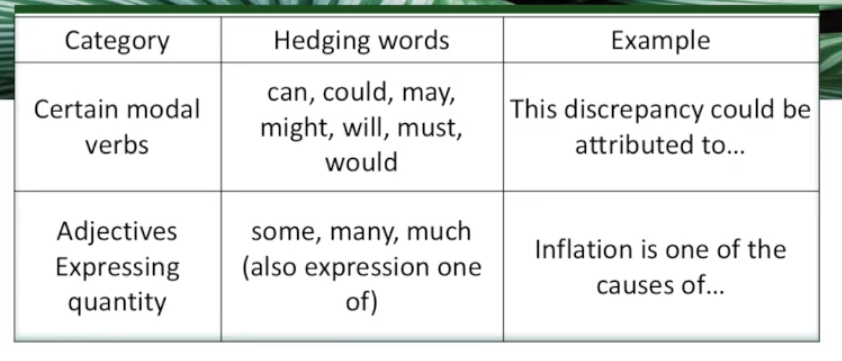 Category
Hedging words
Example
Certain modal
verbs
can, could, may,
might, will, must,
would
This discrepancy could be
attributed to...
Adjectives
Expressing
quantity
some, many, much
(also expression one
of)
Inflation is one of the
causes of...